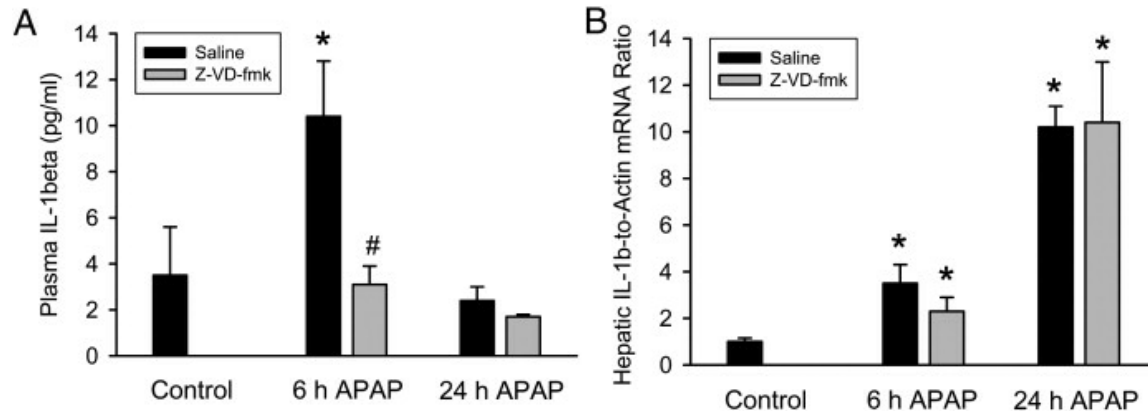 A
Plasma IL-1beta (pg/ml)
14
12
10
8
6
4
2
0
Saline
Z-VD-fmk
*
#
Control
6 h APAP
24 h APAP
B
Hepatic IL-1b-to-Actin mRNA Ratio
14
12
10
8
6
4
2
0
Saline
Z-VD-fmk
*
*
*
*
Control
6 h APAP
24 h APAP